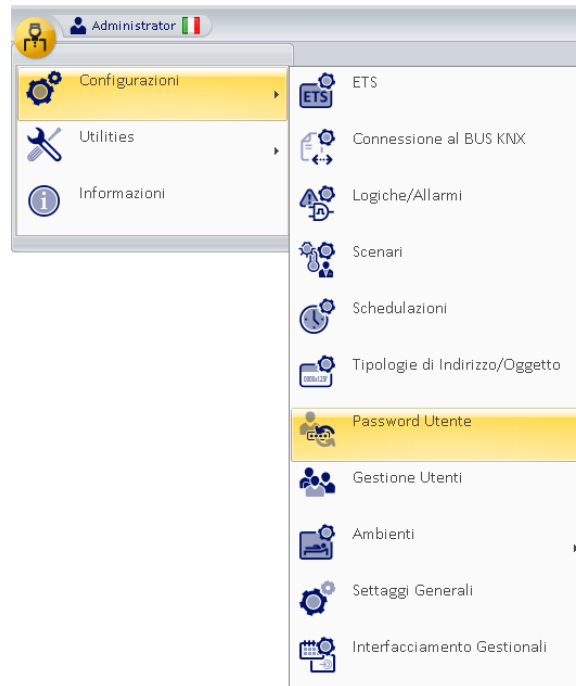 Administrator
Configurazioni
Utilities
Informazioni
ETS
ETS
Connessione al BUS KNX
Logiche/Allarmi
Scenari
Schedulazioni
Tipologie di Indirizzo/Oggetto
Password Utente
Gestione Utenti
Ambienti
Settaggi Generali
Interfacciamento Gestionali